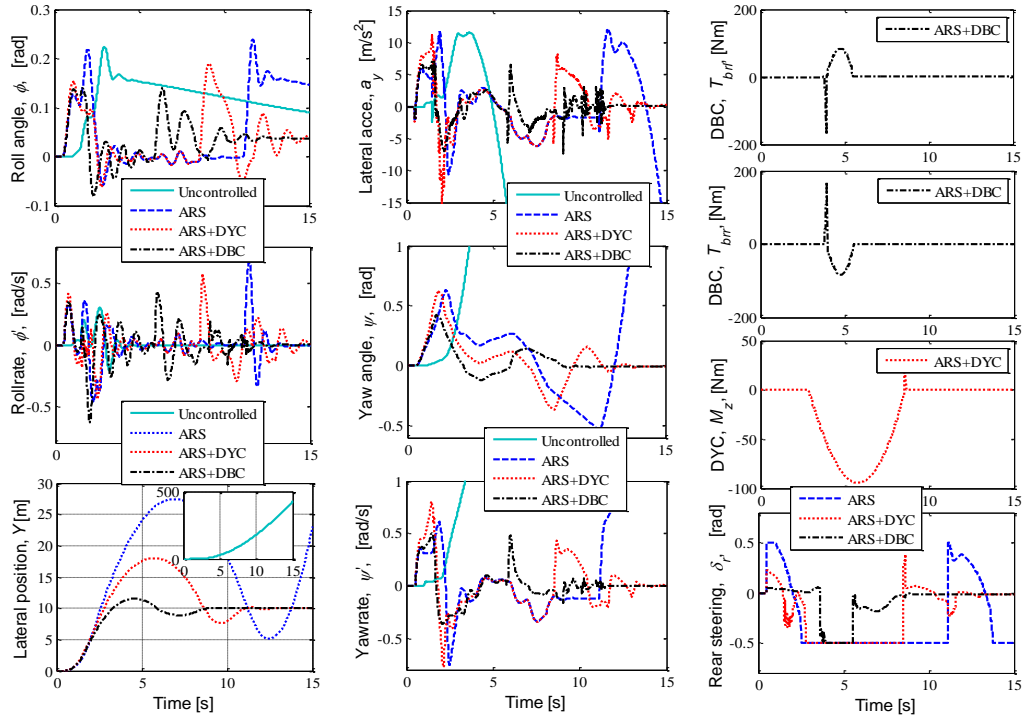 Roll angle, ϕ, [rad]
0.3
0.2
0.1
0
-0.1
0 5 10 15
Uncontrolled
ARS
ARS+DYC
ARS+DBC
Rollrate, ϕ', [rad/s]
0.5
0
-0.5
0 5 10 15
Uncontrolled
ARS
ARS+DYC
ARS+DBC
Lateral position, Y [m]
30
25
20
15
10
5
0
0 5 10 15
500
0
0 5 10 15
Time [s]
Lateral acce., a_y [m/s²]
15
10
5
0
-5
-10
-15
0 5 10 15
Uncontrolled
ARS
ARS+DYC
ARS+DBC
Yaw angle, ψ, [rad]
1
0.5
0
-0.5
0 5 10 15
Uncontrolled
ARS
ARS+DYC
ARS+DBC
Yawrate, ψ', [rad/s]
1
0.5
0
-0.5
0 5 10 15
Time [s]
DBC, T_brl, [Nm]
200
0
-200
0 5 10 15
ARS+DBC
DBC, T_brr, [Nm]
200
0
-200
0 5 10 15
ARS+DBC
DYC, M_z, [Nm]
50
0
-50
-100
0 5 10 15
ARS+DYC
Rear steering, δ_r, [rad]
0.5
0
-0.5
0 5 10 15
ARS
ARS+DYC
ARS+DBC
Time [s]